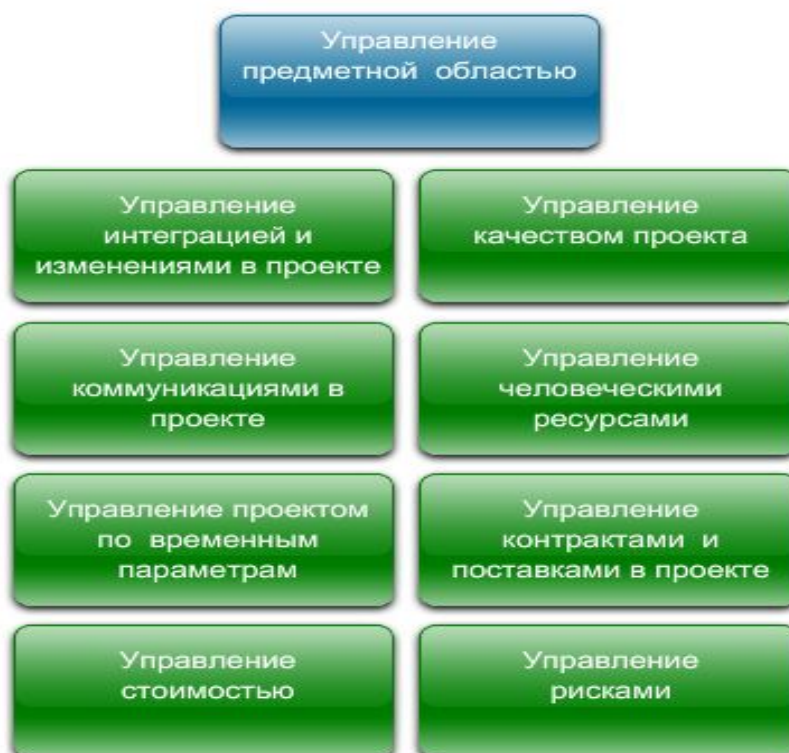 Управление
предметной областью
Управление
интеграцией и
изменениями в проекте
Управление
качеством проекта
Управление
коммуникациями в
проекте
Управление
человеческими
ресурсами
Управление проектом
по временным
параметрам
Управление
контрактами и
поставками в проекте
Управление
стоимостью
Управление
рисками